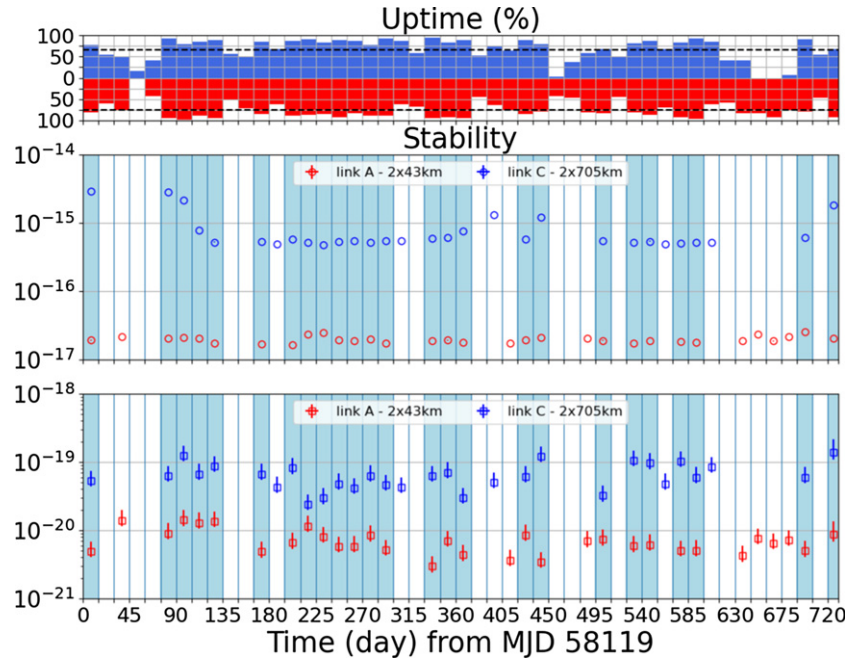 Uptime (%)
100
50
0
50
100
Stability
10⁻¹⁴
link A - 2x43km link C - 2x705km
10⁻¹⁵
10⁻¹⁶
10⁻¹⁷
10⁻¹⁸
link A - 2x43km link C - 2x705km
10⁻¹⁹
10⁻²⁰
10⁻²¹
0 45 90 135 180 225 270 315 360 405 450 495 540 585 630 675 720
Time (day) from MJD 58119